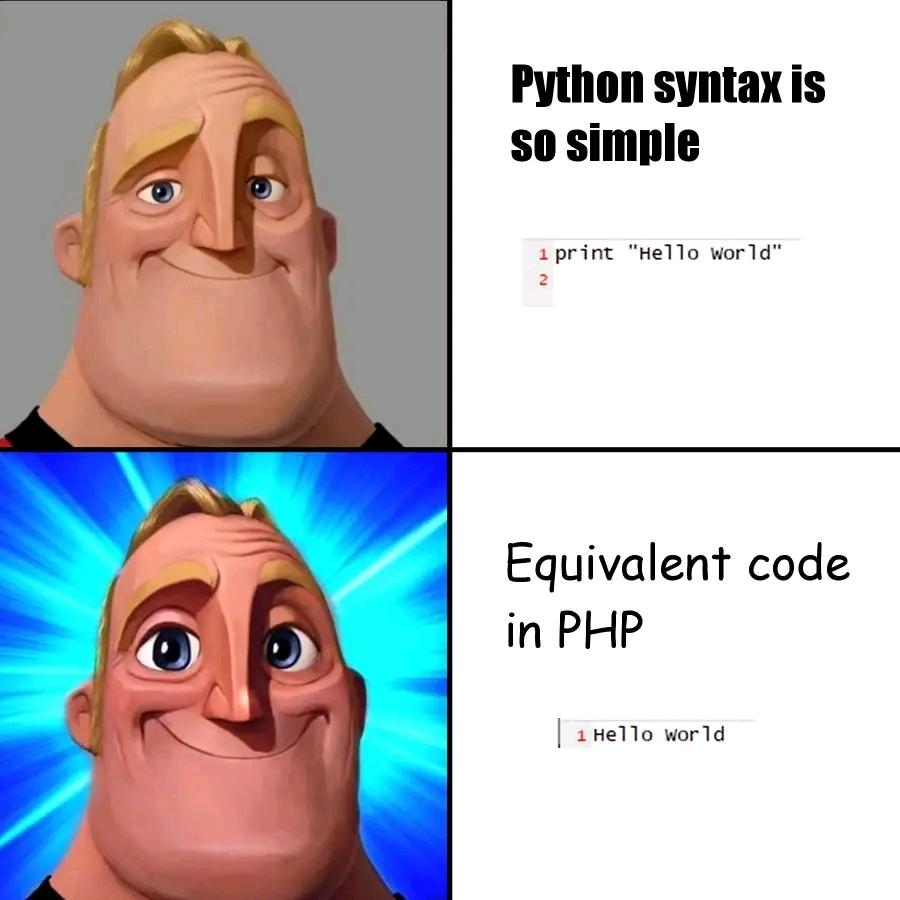 Python syntax is
so simple
1 print "Hello World"
2
Equivalent code
in PHP
1 Hello World